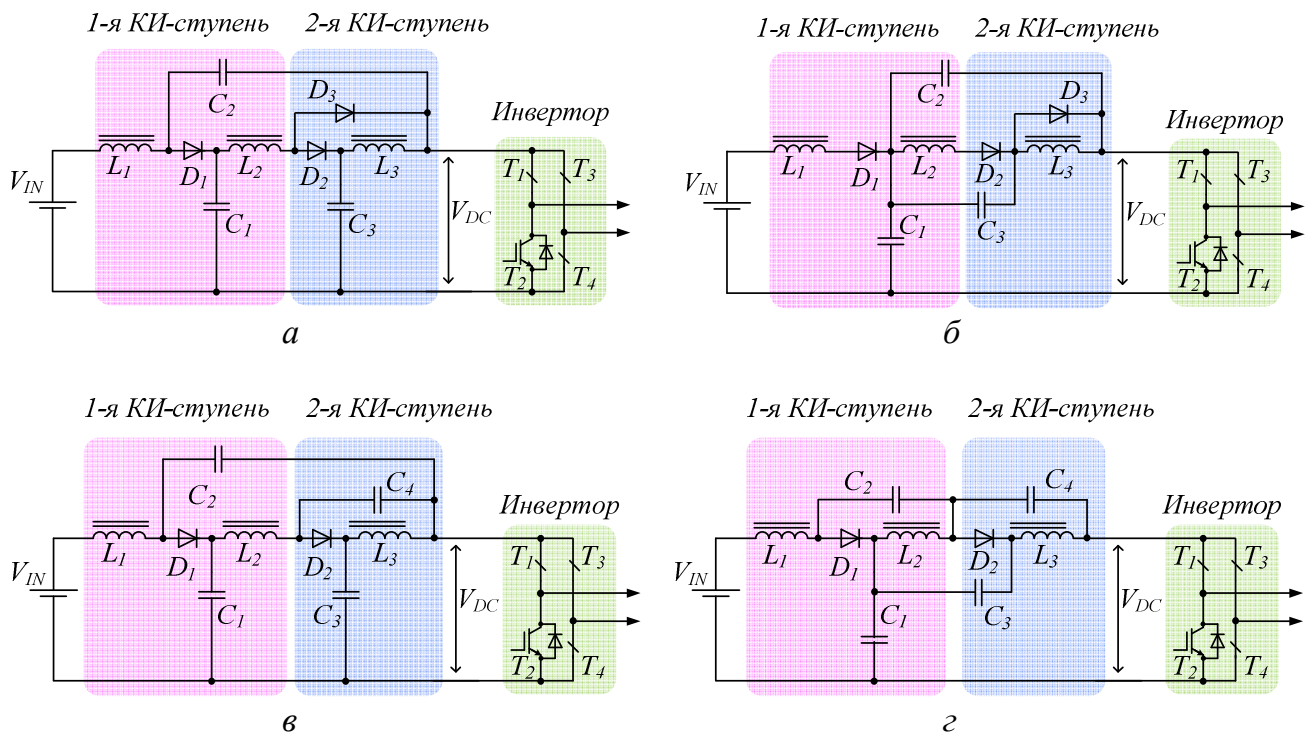 1-я КИ-ступень 2-я КИ-ступень
C2
D3
Инвертор
L1 D1 L2 D2 L3
T1 T3
VIN
VDC
C1 C3
T2 T4
а
1-я КИ-ступень 2-я КИ-ступень
C2
D3
Инвертор
L1 D1 L2 D2 L3
T1 T3
VIN
VDC
C3
C1
T2 T4
б
1-я КИ-ступень 2-я КИ-ступень
C2 C4
Инвертор
L1 D1 L2 D2 L3
T1 T3
VIN
VDC
C1 C3
T2 T4
в
1-я КИ-ступень 2-я КИ-ступень
C2 C4
Инвертор
L1 D1 L2 D2 L3
T1 T3
VIN
VDC
C1 C3
T2 T4
г